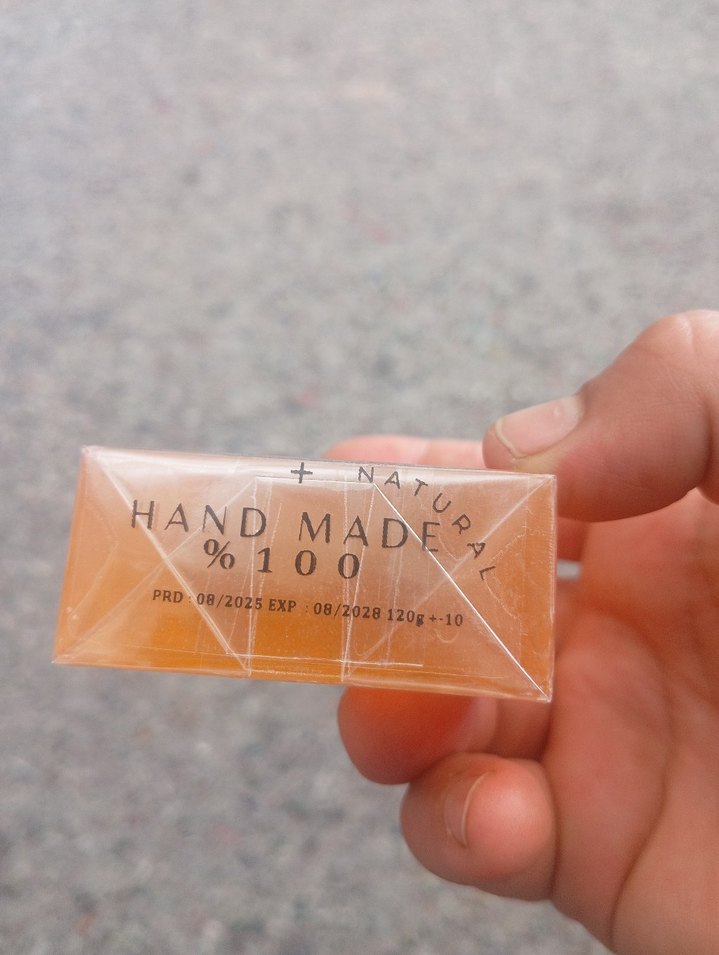 + NATURAL
HAND MADE
%100
PRD : 08/2025 EXP : 08/2028 120g +-10